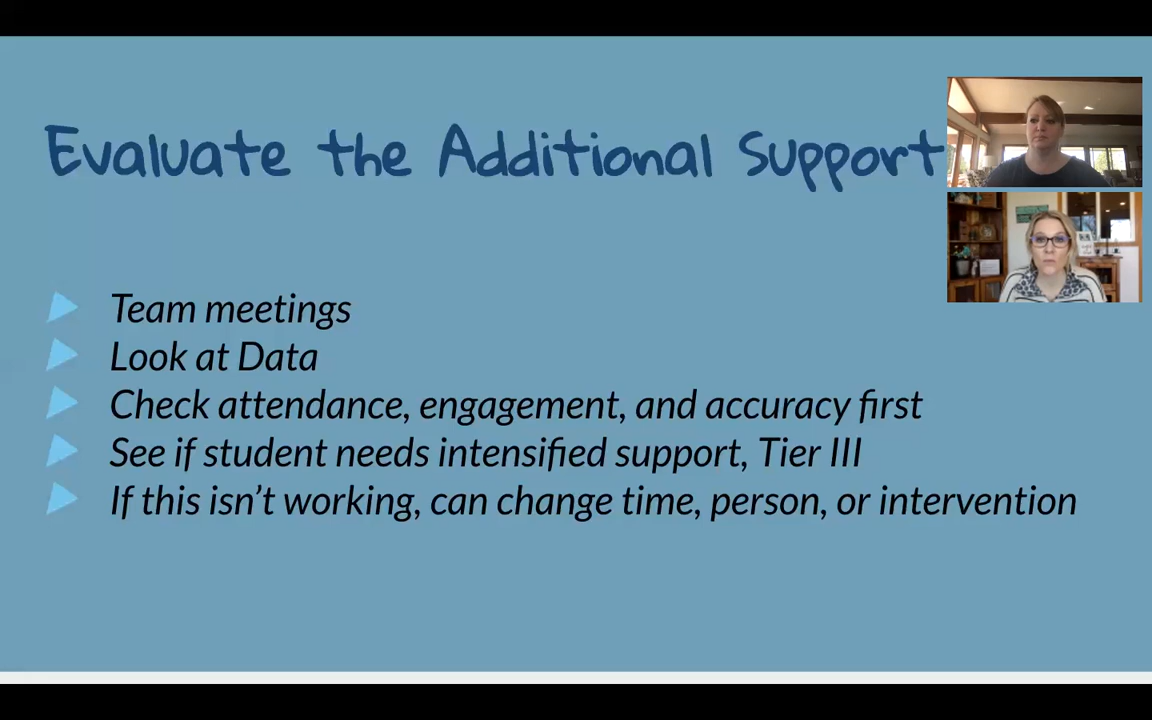 Evaluate the Additional Support
Team meetings
Look at Data
Check attendance, engagement, and accuracy first
See if student needs intensified support, Tier III
If this isn’t working, can change time, person, or intervention